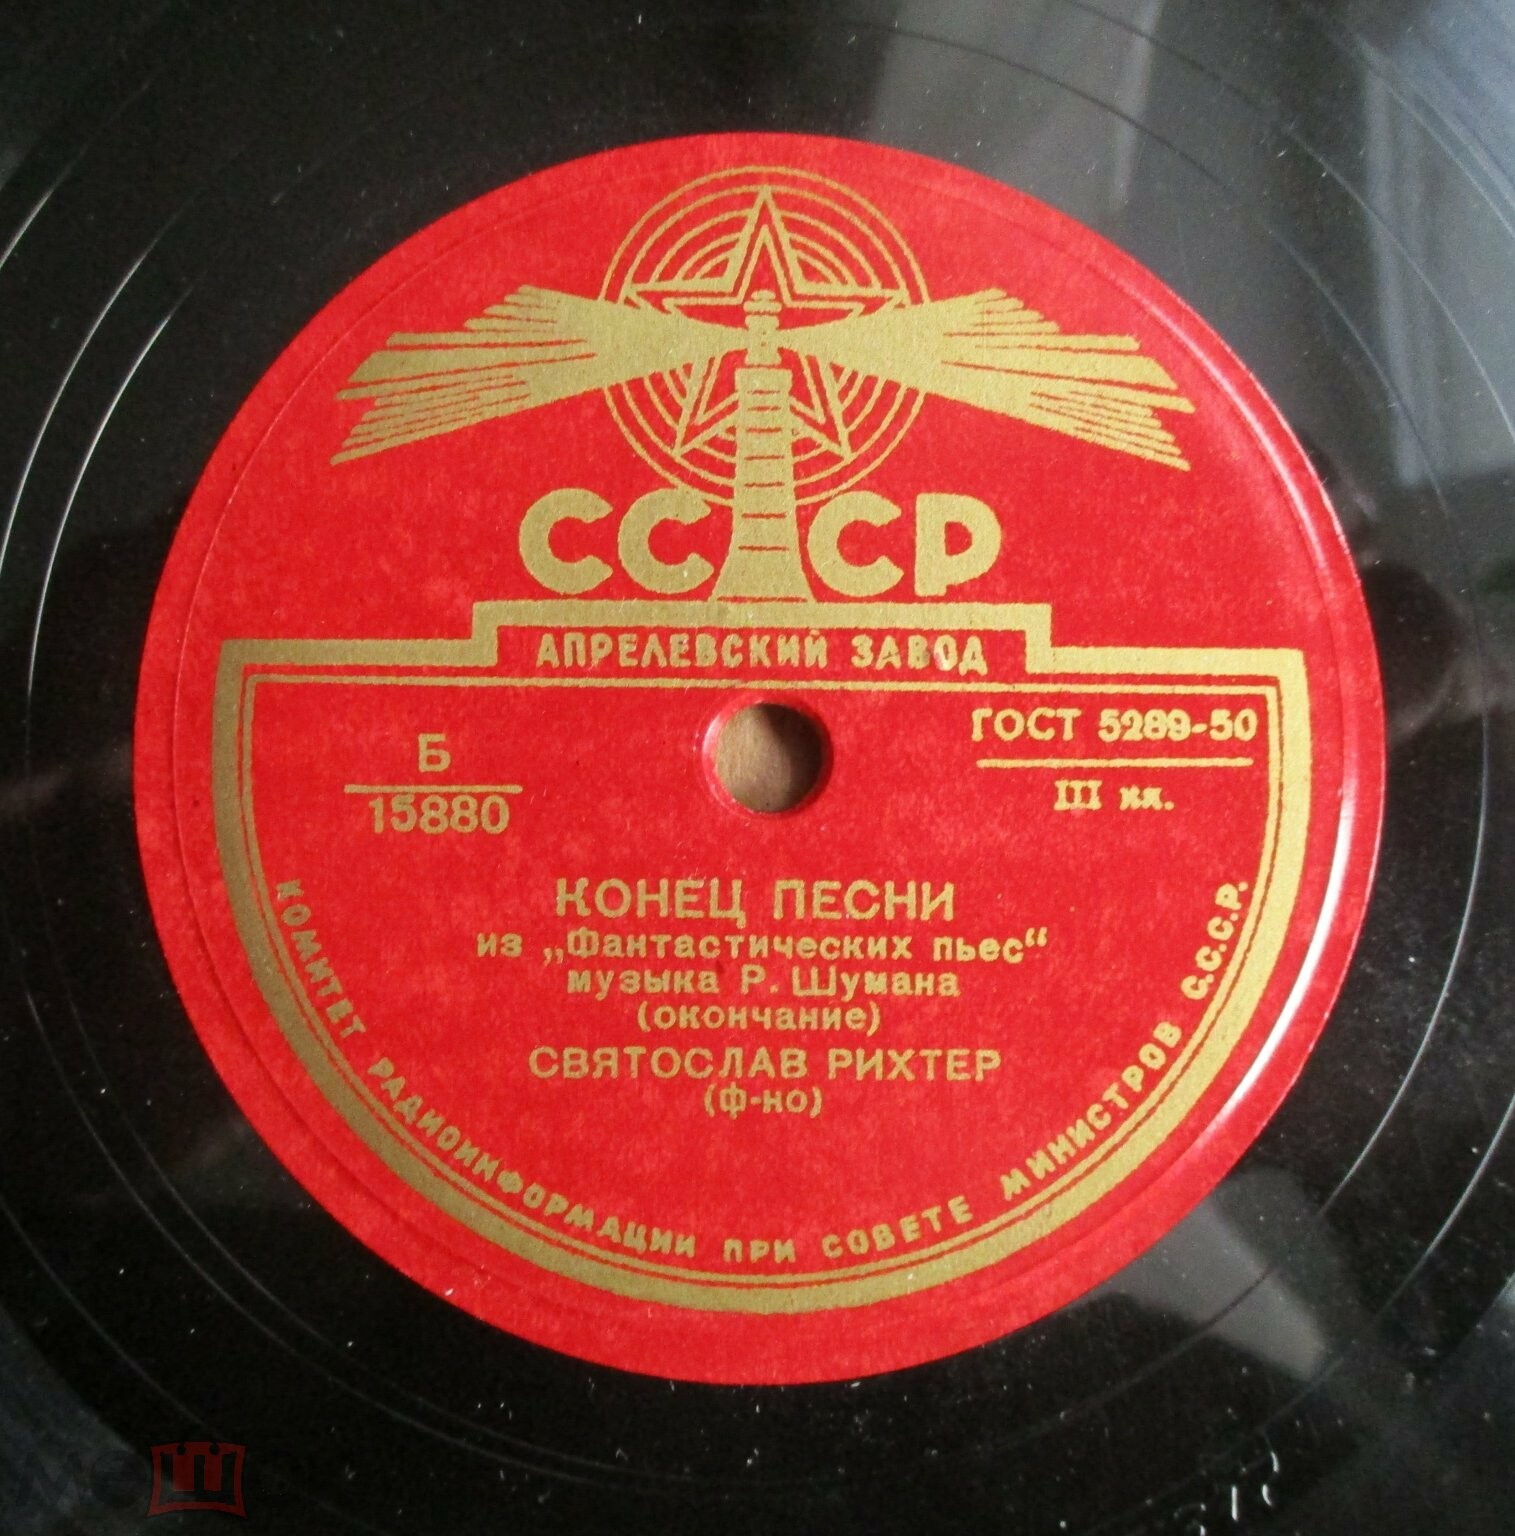 СССР
АПРЕЛЕВСКИЙ ЗАВОД
ГОСТ 5289-50
III кл.
Б
15880
КОНЕЦ ПЕСНИ
из „Фантастических пьес“
музыка Р. Шумана
(окончание)
СВЯТОСЛАВ РИХТЕР
(ф-но)
КОМИТЕТ РАДИОИНФОРМАЦИИ ПРИ СОВЕТЕ МИНИСТРОВ С.С.С.Р.